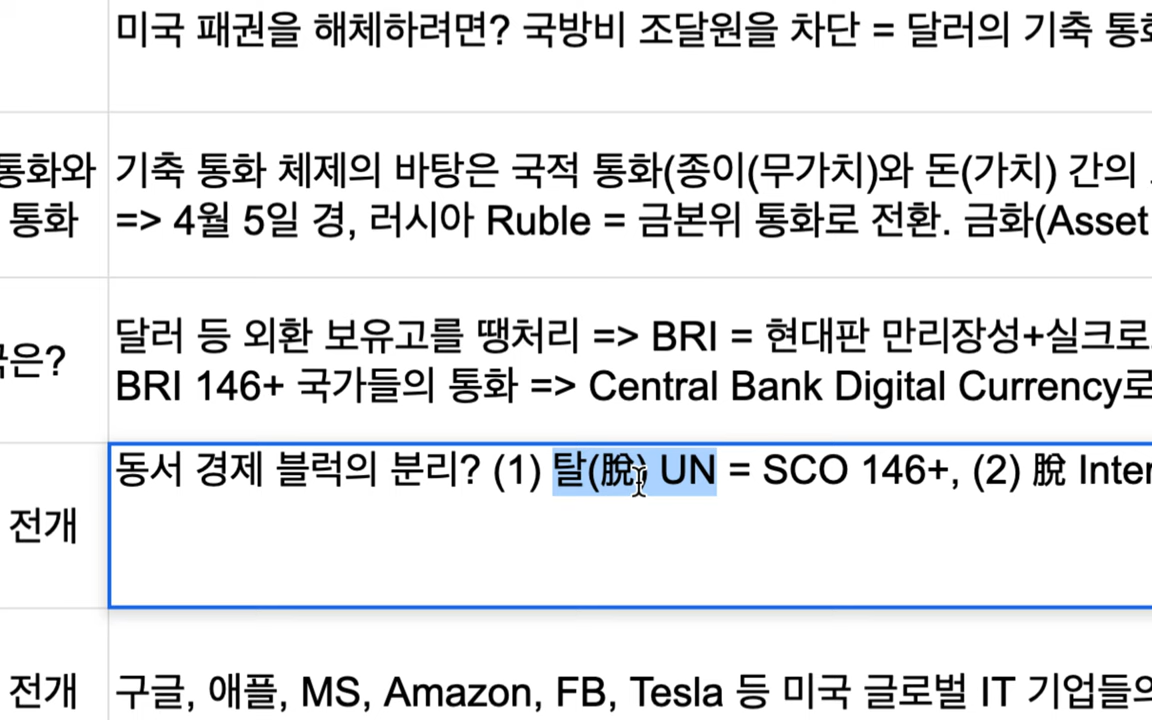 미국 패권을 해체하려면? 국방비 조달원을 차단 = 달러의 기축 통화
통화와
통화
기축 통화 체제의 바탕은 국적 통화(종이(무가치)와 돈(가치) 간의
=> 4월 5일 경, 러시아 Ruble = 금본위 통화로 전환. 금화(Asset
국은?
달러 등 외환 보유고를 땡처리 => BRI = 현대판 만리장성+실크로
BRI 146+ 국가들의 통화 => Central Bank Digital Currency로
전개
동서 경제 블럭의 분리? (1) 탈(脫) UN = SCO 146+, (2) 脫 Inter
전개
구글, 애플, MS, Amazon, FB, Tesla 등 미국 글로벌 IT 기업들의